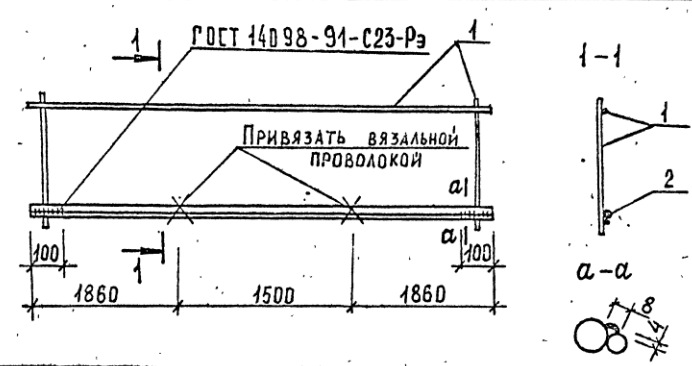 1
ГОСТ 14098-91-С23-Рэ
1
1-1
ПРИВЯЗАТЬ ВЯЗАЛЬНОЙ
ПРОВОЛОКОЙ
1
2
а
а
1
100
100
1860
1500
1860
а-а
8
4